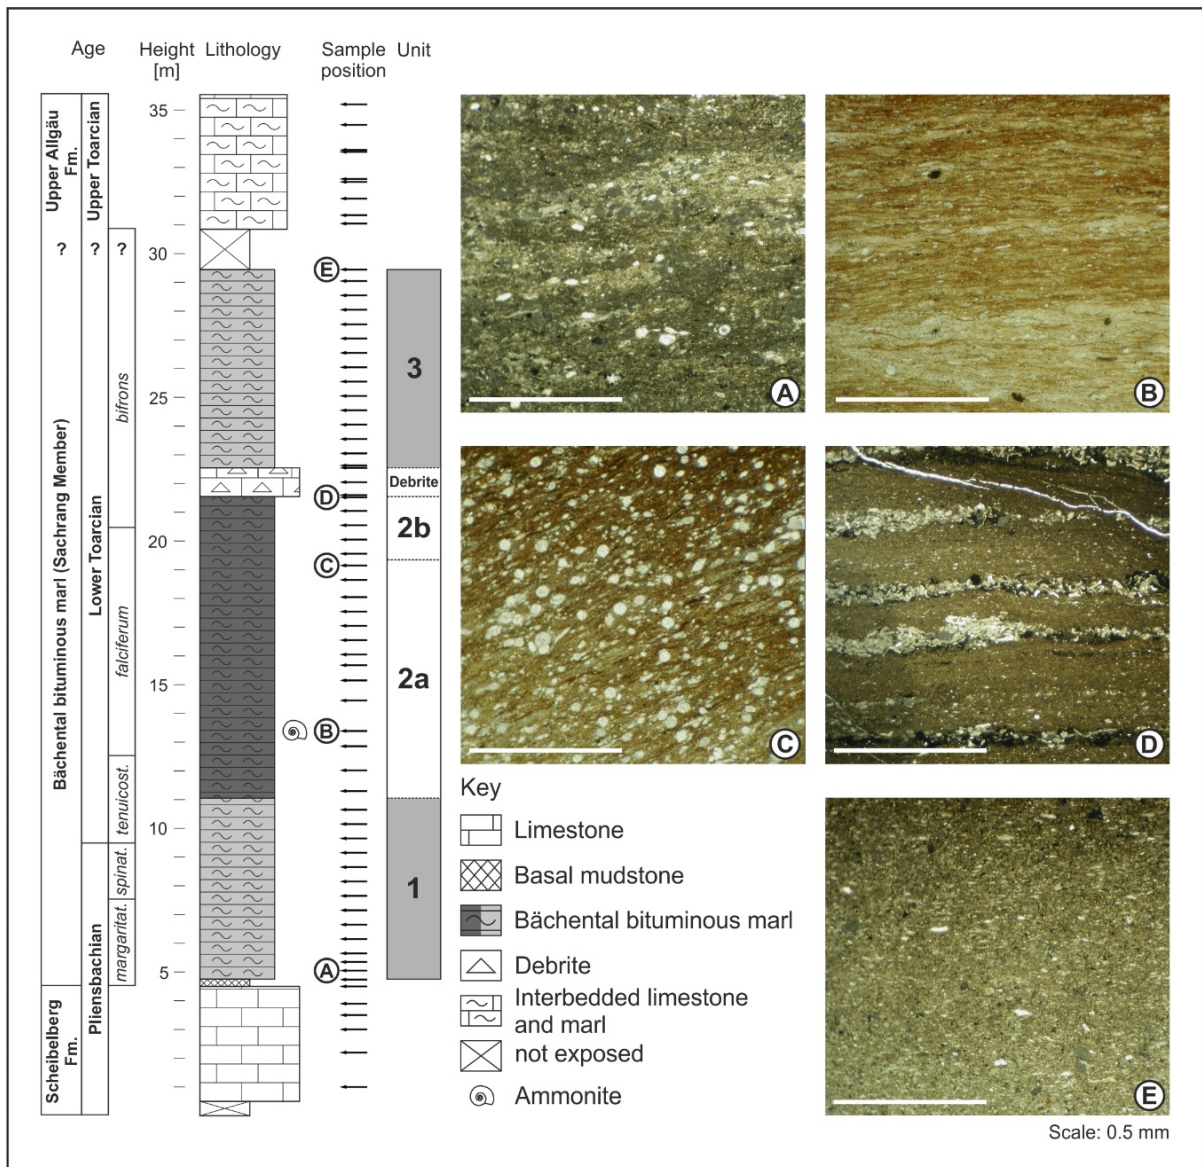 Age
Height
[m]
Lithology
Sample
position
Unit
Upper Allgäu
Fm.
Upper Toarcian
?
?
?
Bächental bituminous marl (Sachrang Member)
Lower Toarcian
bifrons
falciferum
tenuicost.
spinat.
margaritat.
Pliensbachian
Scheibelberg
Fm.
35
30
25
20
15
10
5
E
D
C
B
A
3
Debrite
2b
2a
1
A
B
C
D
E
Key
Limestone
Basal mudstone
Bächental bituminous marl
Debrite
Interbedded limestone
and marl
not exposed
Ammonite
Scale: 0.5 mm